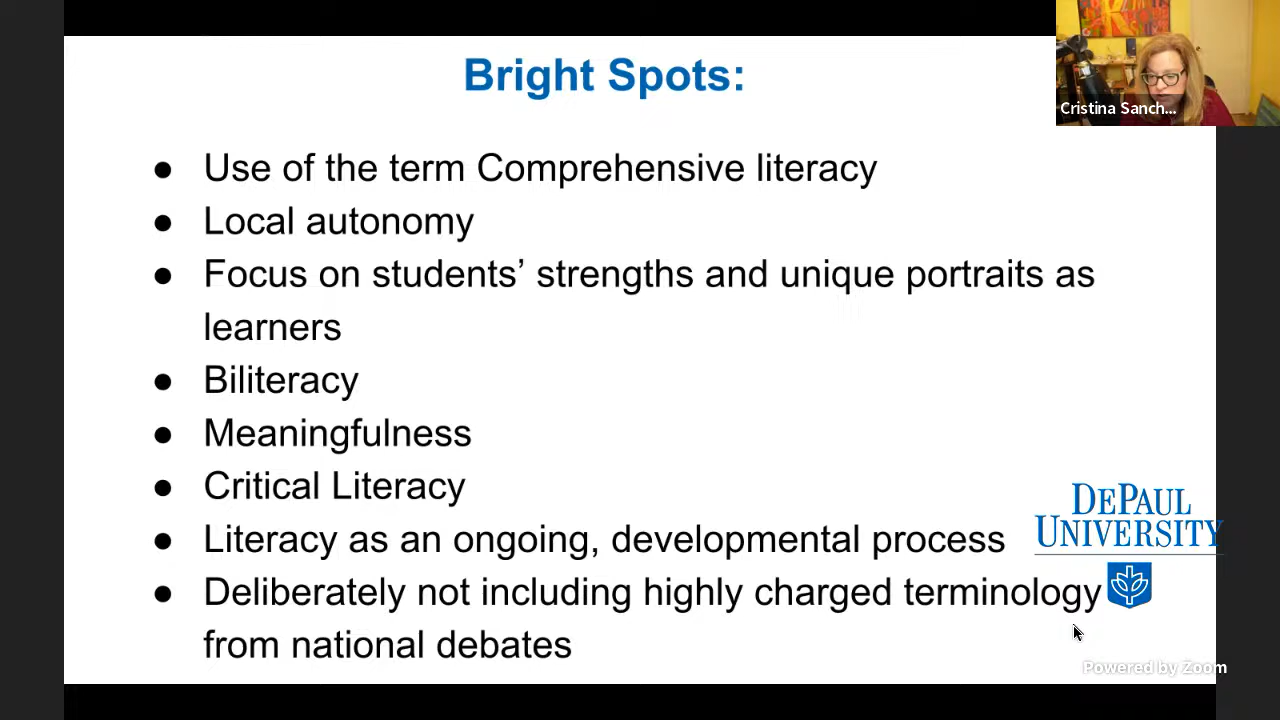 Bright Spots:
Cristina Sanch...
● Use of the term Comprehensive literacy
● Local autonomy
● Focus on students’ strengths and unique portraits as
learners
● Biliteracy
● Meaningfulness
● Critical Literacy
● Literacy as an ongoing, developmental process
● Deliberately not including highly charged terminology
from national debates
DEPAUL
UNIVERSITY
Powered by Zoom